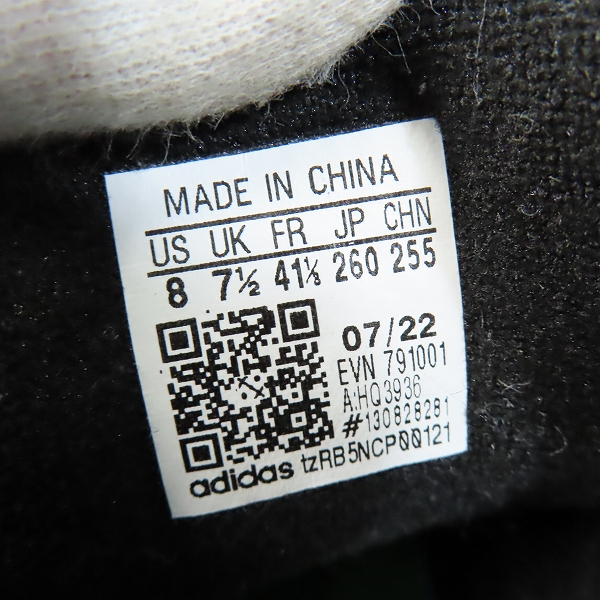 MADE IN CHINA
US UK FR JP CHN
8 7½ 41⅓ 260 255
07/22
EVN 791001
A:HQ3936
#130828281
adidas tzRB5NCP00121